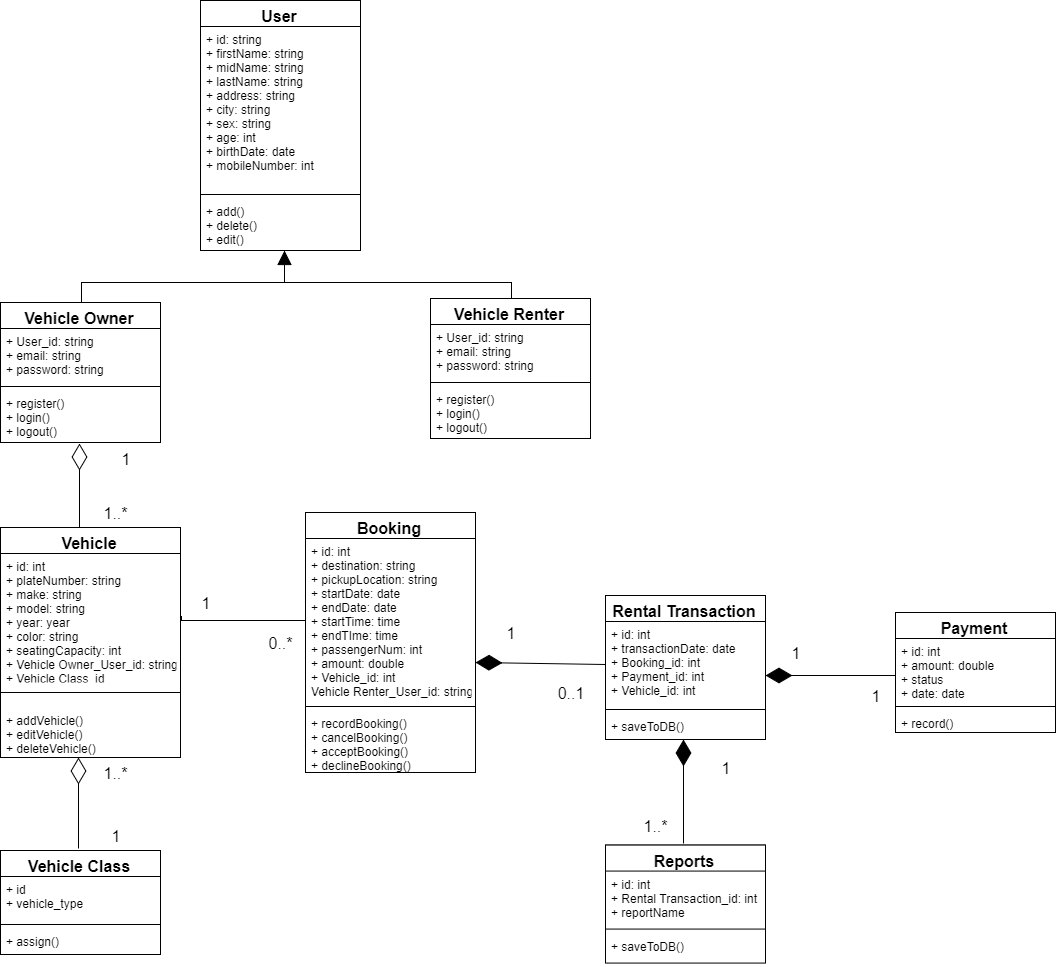 User
+ id: string
+ firstName: string
+ midName: string
+ lastName: string
+ address: string
+ city: string
+ sex: string
+ age: int
+ birthDate: date
+ mobileNumber: int
+ add()
+ delete()
+ edit()
Vehicle Owner
+ User_id: string
+ email: string
+ password: string
+ register()
+ login()
+ logout()
Vehicle Renter
+ User_id: string
+ email: string
+ password: string
+ register()
+ login()
+ logout()
1
1..*
Vehicle
+ id: int
+ plateNumber: string
+ make: string
+ model: string
+ year: year
+ color: string
+ seatingCapacity: int
+ Vehicle Owner_User_id: string
+ Vehicle Class_id
+ addVehicle()
+ editVehicle()
+ deleteVehicle()
1
0..*
Booking
+ id: int
+ destination: string
+ pickupLocation: string
+ startDate: date
+ endDate: date
+ startTime: time
+ endTIme: time
+ passengerNum: int
+ amount: double
+ Vehicle_id: int
Vehicle Renter_User_id: string
+ recordBooking()
+ cancelBooking()
+ acceptBooking()
+ declineBooking()
1
0..1
Rental Transaction
+ id: int
+ transactionDate: date
+ Booking_id: int
+ Payment_id: int
+ Vehicle_id: int
+ saveToDB()
1
1
Payment
+ id: int
+ amount: double
+ status
+ date: date
+ record()
1..*
1
Vehicle Class
+ id
+ vehicle_type
+ assign()
1
1..*
Reports
+ id: int
+ Rental Transaction_id: int
+ reportName
+ saveToDB()